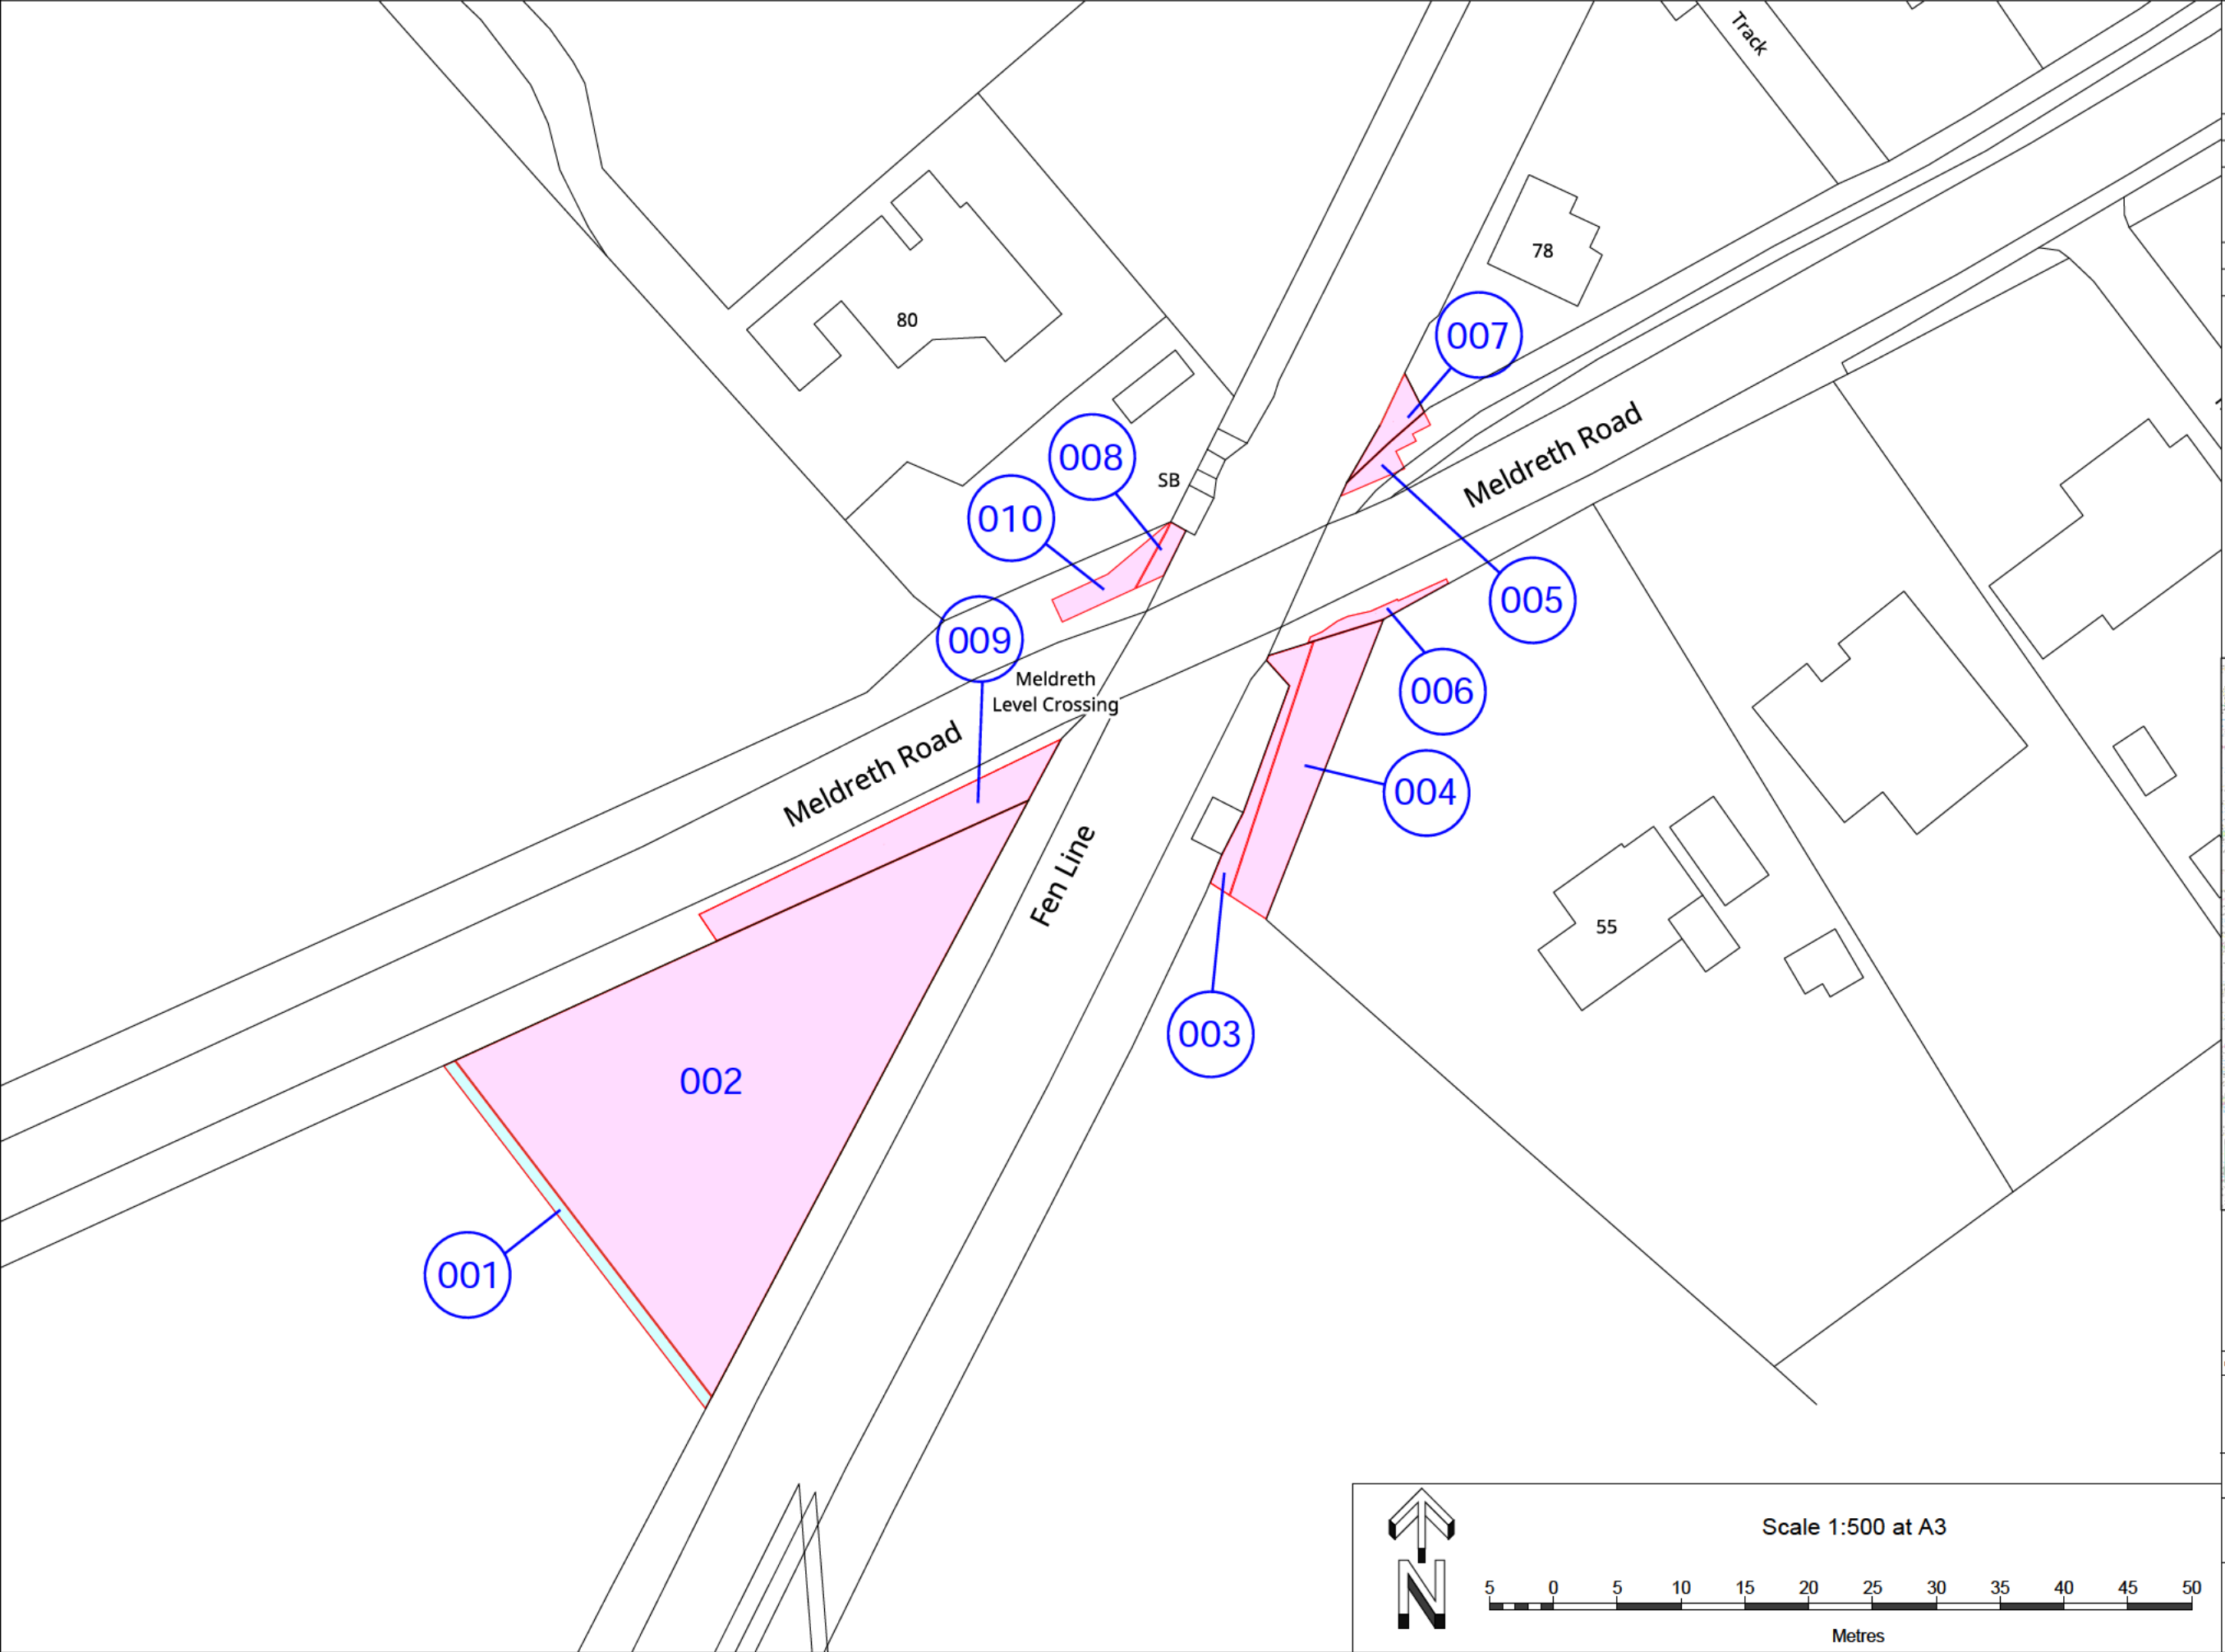 Track
78
80
007
008
SB
010
Meldreth Road
005
009
006
Meldreth
Level Crossing
Meldreth Road
004
Fen Line
55
003
002
001
Scale 1:500 at A3
N
5 0 5 10 15 20 25 30 35 40 45 50
Metres